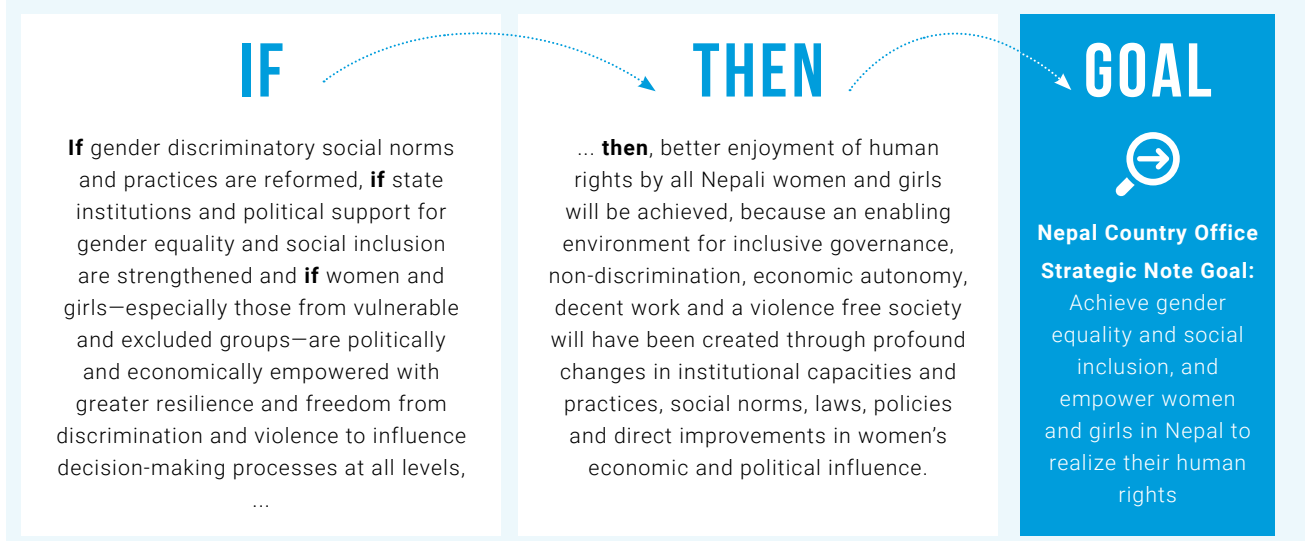 IF
If gender discriminatory social norms
and practices are reformed, if state
institutions and political support for
gender equality and social inclusion
are strengthened and if women and
girls—especially those from vulnerable
and excluded groups—are politically
and economically empowered with
greater resilience and freedom from
discrimination and violence to influence
decision-making processes at all levels,
...
THEN
... then, better enjoyment of human
rights by all Nepali women and girls
will be achieved, because an enabling
environment for inclusive governance,
non-discrimination, economic autonomy,
decent work and a violence free society
will have been created through profound
changes in institutional capacities and
practices, social norms, laws, policies
and direct improvements in women's
economic and political influence.
GOAL
Nepal Country Office
Strategic Note Goal:
Achieve gender
equality and social
inclusion, and
empower women
and girls in Nepal to
realize their human
rights